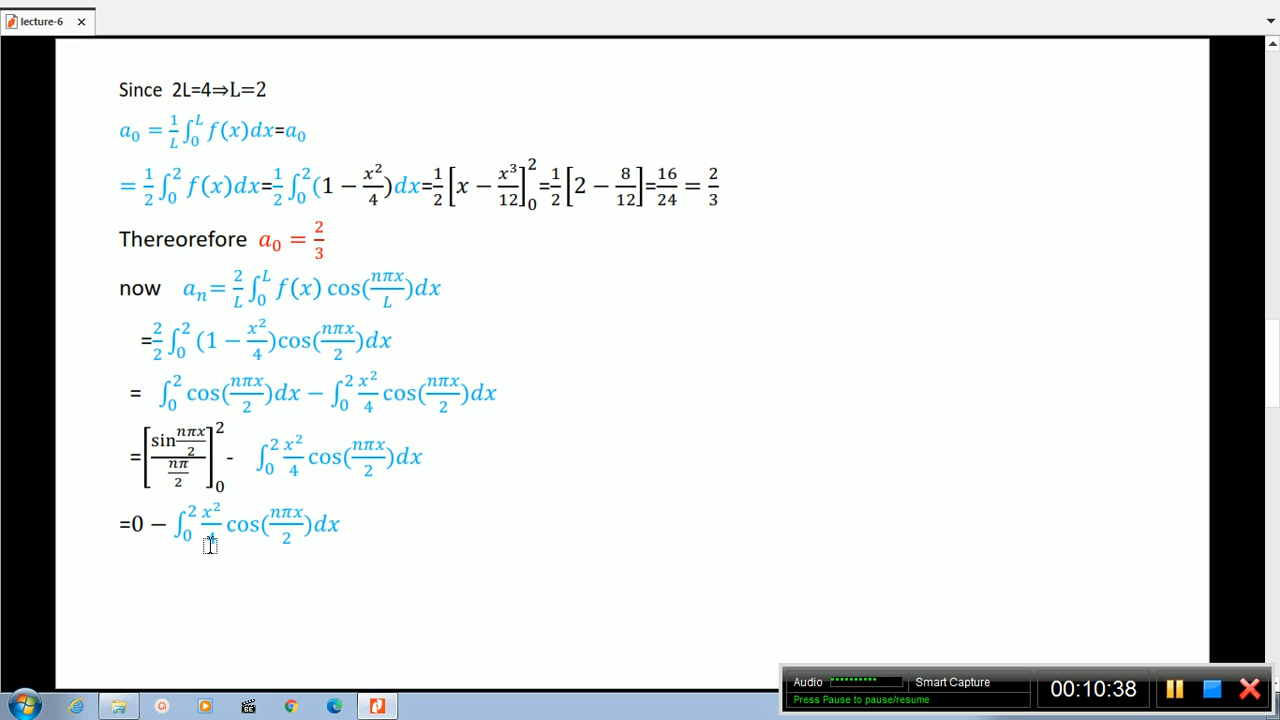 lecture-6
Since 2L=4⇒L=2
a₀ = 1/L ∫₀ᴸ f(x)dx=a₀
= 1/2 ∫₀² f(x)dx=1/2 ∫₀² (1 − x²/4)dx=1/2 [x − x³/12]₀²=1/2 [2 − 8/12]=16/24 = 2/3
Thereorefore a₀ = 2/3
now aₙ= 2/L ∫₀ᴸ f(x) cos(nπx/L)dx
=2/2 ∫₀² (1 − x²/4)cos(nπx/2)dx
= ∫₀² cos(nπx/2)dx − ∫₀² x²/4 cos(nπx/2)dx
=[sin nπx/2 / nπ/2]₀² - ∫₀² x²/4 cos(nπx/2)dx
=0 − ∫₀² x²/4 cos(nπx/2)dx
Audio Smart Capture
00:10:38
Press Pause to pause/resume